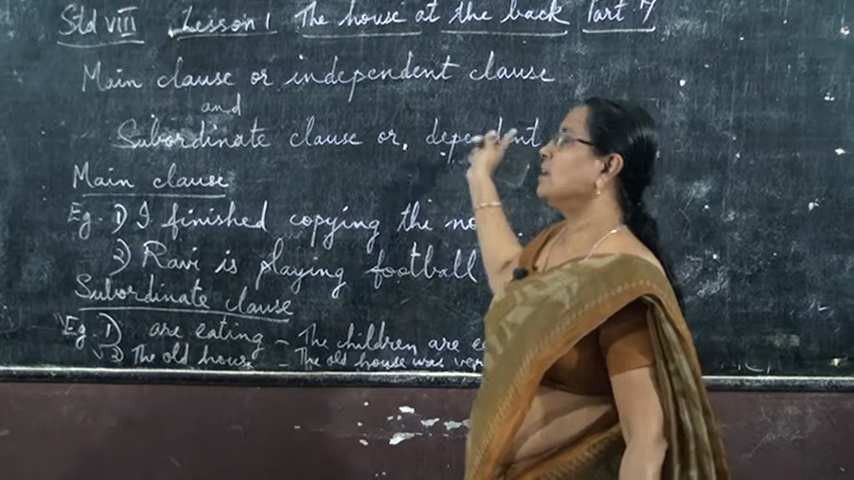 Std VIII Lesson 1 The house at the back Part 7
Main clause or independent clause
and
Subordinate clause or, dependent
Main clause
Eg. 1) I finished copying the
2) Ravi is playing football
Subordinate clause
Eg. 1) are eating - The children are
2) The old house - The old house was